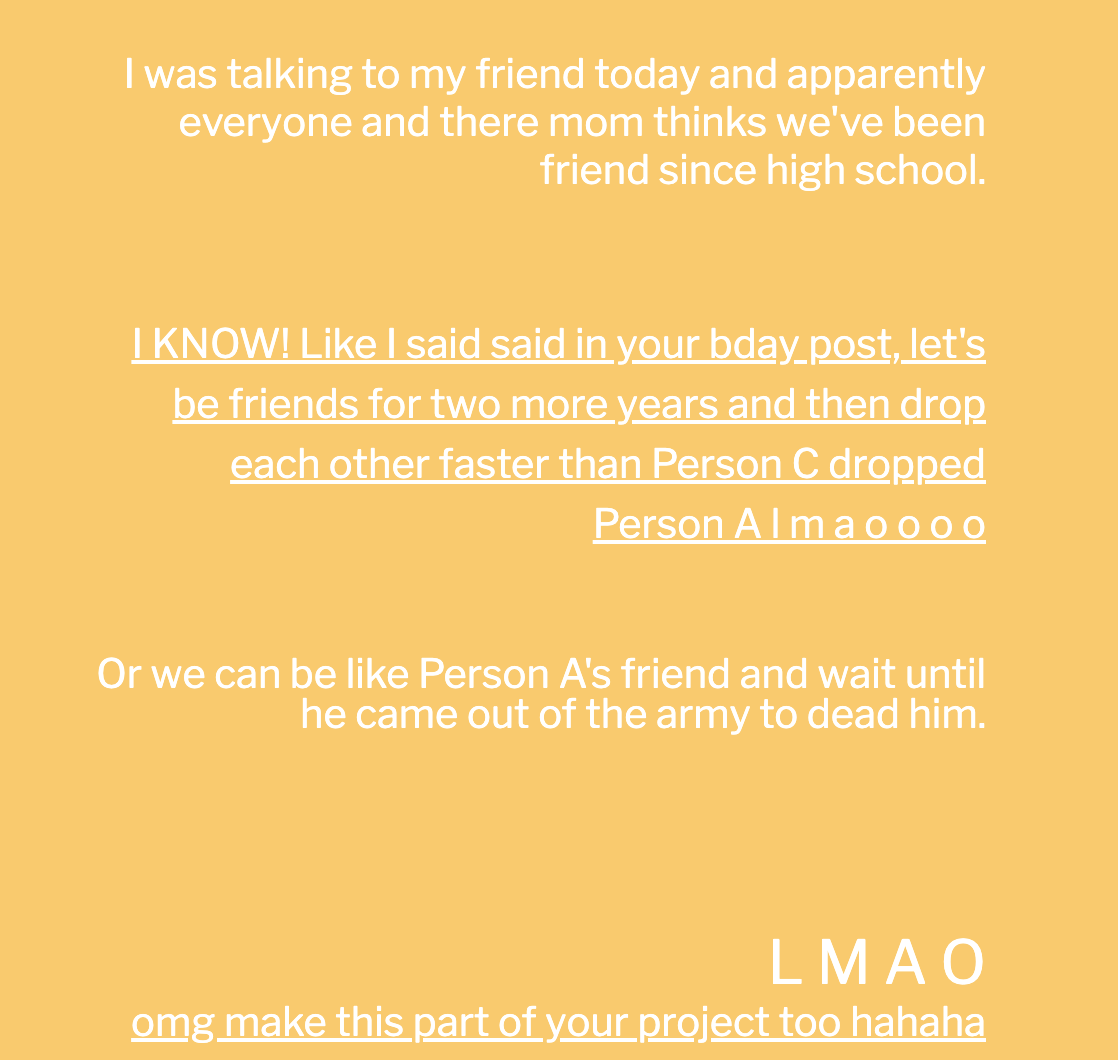 I was talking to my friend today and apparently
everyone and there mom thinks we've been
friend since high school.
I KNOW! Like I said said in your bday post, let's
be friends for two more years and then drop
each other faster than Person C dropped
Person A l m a o o o o
Or we can be like Person A's friend and wait until
he came out of the army to dead him.
L M A O
omg make this part of your project too hahaha